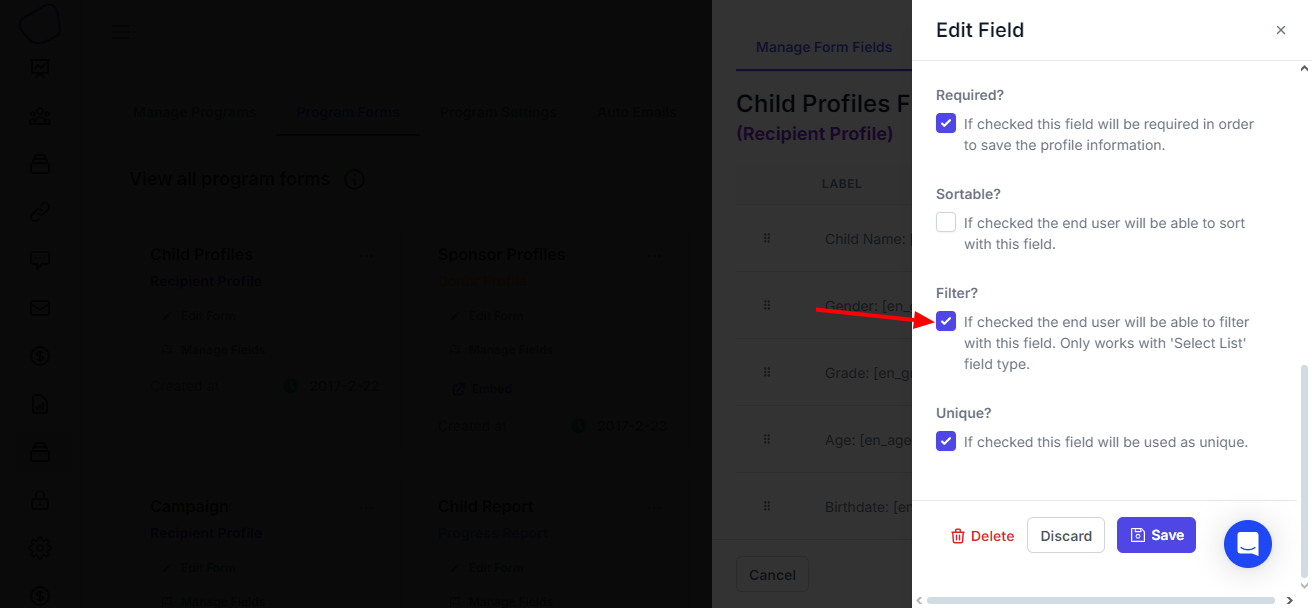 Manage Programs
Program Forms
Program Settings
Auto Emails
View all program forms
Child Profiles
Recipient Profile
Edit Form
Manage Fields
Created at
2017-2-22
Sponsor Profiles
Edit Form
Manage Fields
Embed
Created at
2017-2-23
Campaign
Recipient Profile
Edit Form
Manage Fields
Child Report
Progress Report
Edit Form
Manage Fields
Manage Form Fields
Child Profiles F
(Recipient Profile)
LABEL
Child Name: [
Gender: [en_g
Grade: [en_gr
Age: [en_age
Birthdate: [en
Cancel
Edit Field
Required?
If checked this field will be required in order
to save the profile information.
Sortable?
If checked the end user will be able to sort
with this field.
Filter?
If checked the end user will be able to filter
with this field. Only works with 'Select List'
field type.
Unique?
If checked this field will be used as unique.
Delete
Discard
Save